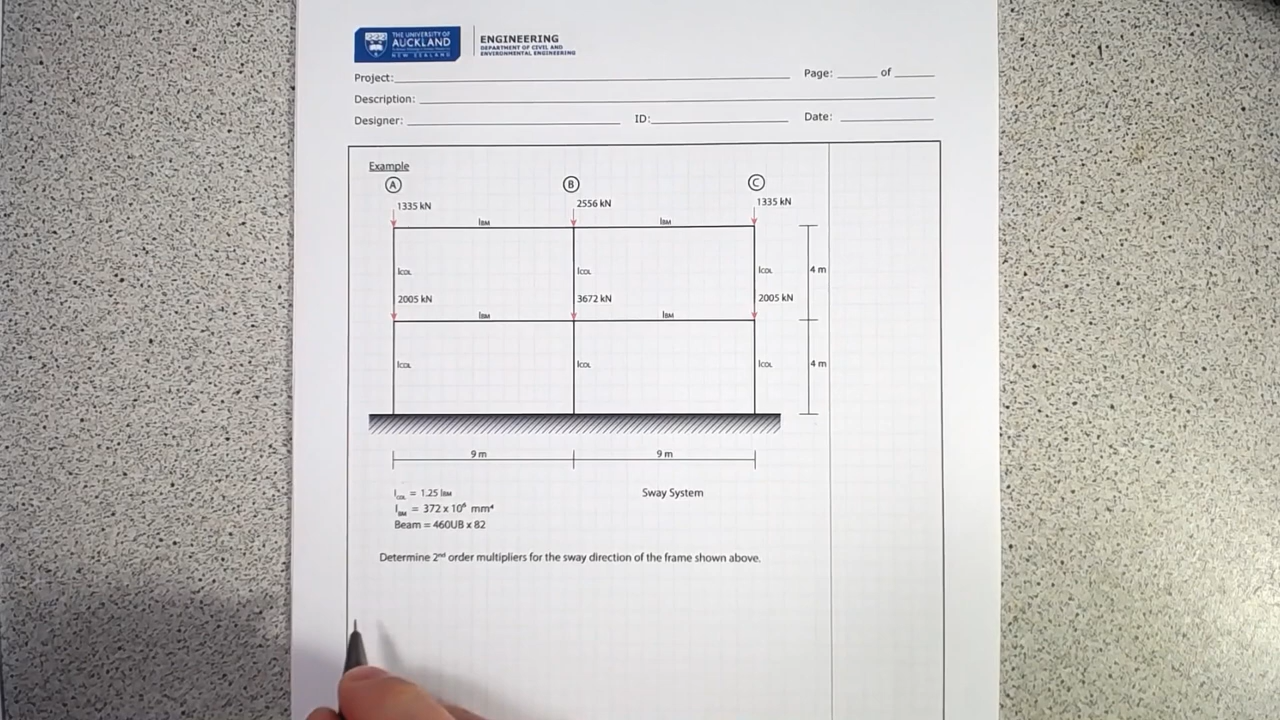 THE UNIVERSITY OF
AUCKLAND
NEW ZEALAND
ENGINEERING
DEPARTMENT OF CIVIL AND
ENVIRONMENTAL ENGINEERING
Project:
Page: of
Description:
Designer: ID: Date:
Example
A B C
1335 kN 2556 kN 1335 kN
IBM IBM
ICOL ICOL ICOL 4 m
2005 kN 3672 kN 2005 kN
IBM IBM
ICOL ICOL ICOL 4 m
9 m 9 m
ICOL = 1.25 IBM Sway System
IBM = 372 x 10⁶ mm⁴
Beam = 460UB x 82
Determine 2ⁿᵈ order multipliers for the sway direction of the frame shown above.